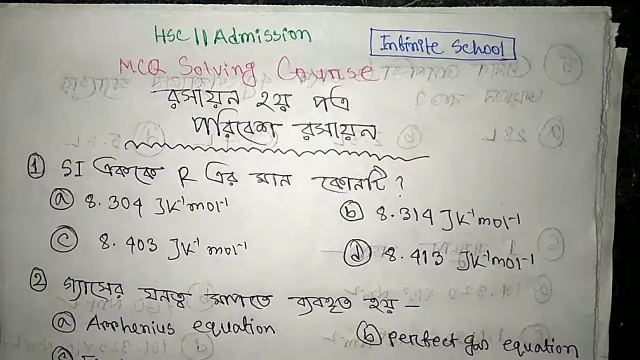 HSC || Admission
Infinite School
MCQ Solving Course
রসায়ন ২য় পত্র
পরিবেশ রসায়ন
① SI এককে R এর মান কোনটি?
ⓐ 8.304 JK⁻¹mol⁻¹
ⓑ 8.314 JK⁻¹mol⁻¹
ⓒ 8.403 JK⁻¹mol⁻¹
ⓓ 8.413 JK⁻¹mol⁻¹
② গ্যাসের ঘনত্ব মাপতে ব্যবহৃত হয় –
ⓐ Arrhenius equation
ⓑ perfect gas equation